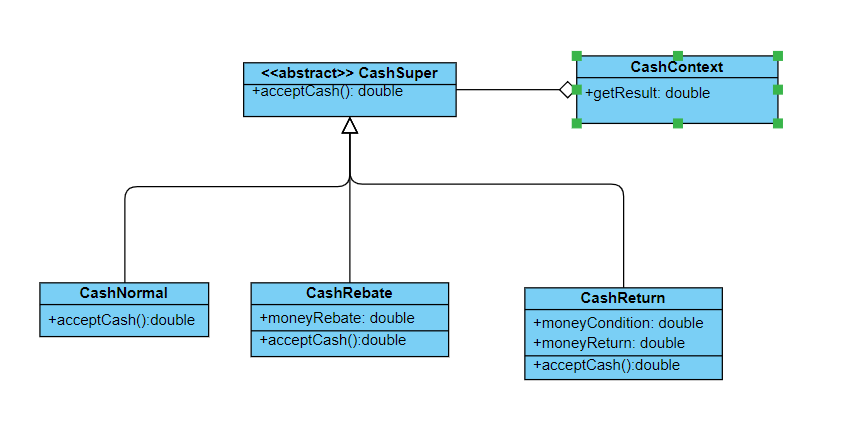 <<abstract>> CashSuper
+acceptCash(): double
CashContext
+getResult: double
CashNormal
+acceptCash():double
CashRebate
+moneyRebate: double
+acceptCash():double
CashReturn
+moneyCondition: double
+moneyReturn: double
+acceptCash():double